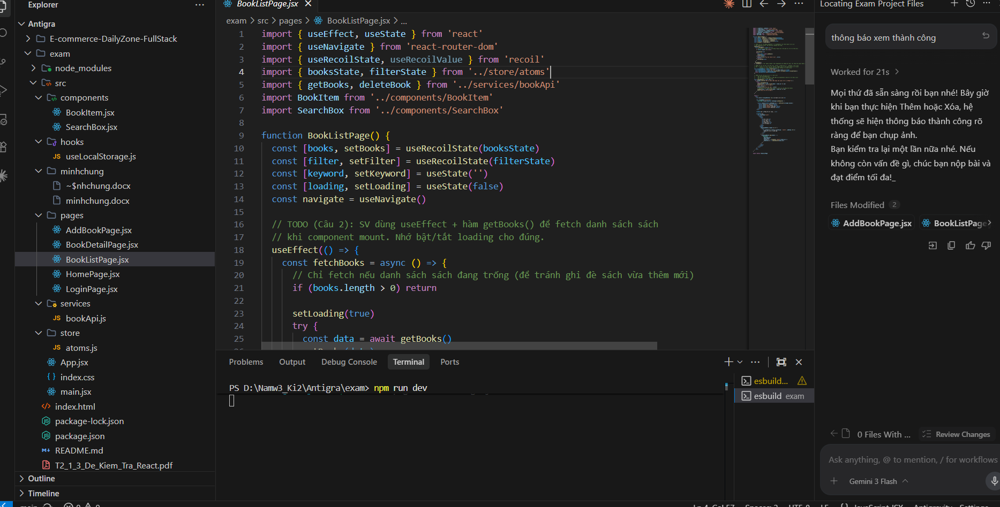 Explorer
Antigra
E-commerce-DailyZone-FullStack
exam
node_modules
src
components
BookItem.jsx
SearchBox.jsx
hooks
JS useLocalStorage.js
minhchung
~$nhchung.docx
minhchung.docx
pages
AddBookPage.jsx
BookDetailPage.jsx
BookListPage.jsx
HomePage.jsx
LoginPage.jsx
services
JS bookApi.js
store
JS atoms.js
App.jsx
index.css
main.jsx
index.html
package-lock.json
package.json
README.md
T2_1_3_De_Kiem_Tra_React.pdf
Outline
Timeline
BookListPage.jsx
exam > src > pages > BookListPage.jsx > ...
1 import { useEffect, useState } from 'react'
2 import { useNavigate } from 'react-router-dom'
3 import { useRecoilState, useRecoilValue } from 'recoil'
4 import { booksState, filterState } from '../store/atoms'
5 import { getBooks, deleteBook } from '../services/bookApi'
6 import BookItem from '../components/BookItem'
7 import SearchBox from '../components/SearchBox'
8
9 function BookListPage() {
10 const [books, setBooks] = useRecoilState(booksState)
11 const [filter, setFilter] = useRecoilState(filterState)
12 const [keyword, setKeyword] = useState('')
13 const [loading, setLoading] = useState(false)
14 const navigate = useNavigate()
15
16 // TODO (Câu 2): SV dùng useEffect + hàm getBooks() để fetch danh sách sách
17 // khi component mount. Nhớ bật/tắt loading cho đúng.
18 useEffect(() => {
19 const fetchBooks = async () => {
20 // Chỉ fetch nếu danh sách sách đang trống (để tránh ghi đè sách vừa thêm mới)
21 if (books.length > 0) return
22
23 setLoading(true)
24 try {
25 const data = await getBooks()
Problems Output Debug Console Terminal Ports
PS D:\Namw3_Ki2\Antigra\exam> npm run dev
esbuild...
esbuild exam
Locating Exam Project Files
thông báo xem thành công
Worked for 21s >
Mọi thứ đã sẵn sàng rồi bạn nhé! Bây giờ
khi bạn thực hiện Thêm hoặc Xóa, hệ
thống sẽ hiện thông báo thành công rõ
ràng để bạn chụp ảnh.
Bạn kiểm tra lại một lần nữa nhé. Nếu
không còn vấn đề gì, chúc bạn nộp bài và
đạt điểm tối đa!_
Files Modified 2
AddBookPage.jsx BookListPage
0 Files With ... Review Changes
Ask anything, @ to mention, / for workflows
Gemini 3 Flash